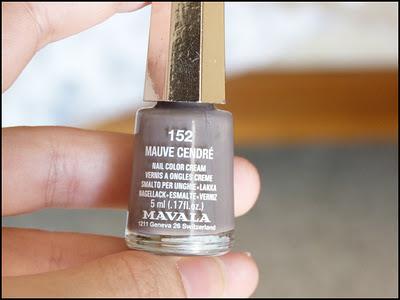 152
MAUVE CENDRÉ
NAIL COLOR CREAM
VERNIS A ONGLES CREME
SMALTO PER UNGHIE•LAKKA
NAGELLACK•ESMALTE•VERNIZ
5 ml (.17fl.oz.)
MAVALA
1211 Geneva 26 Switzerland